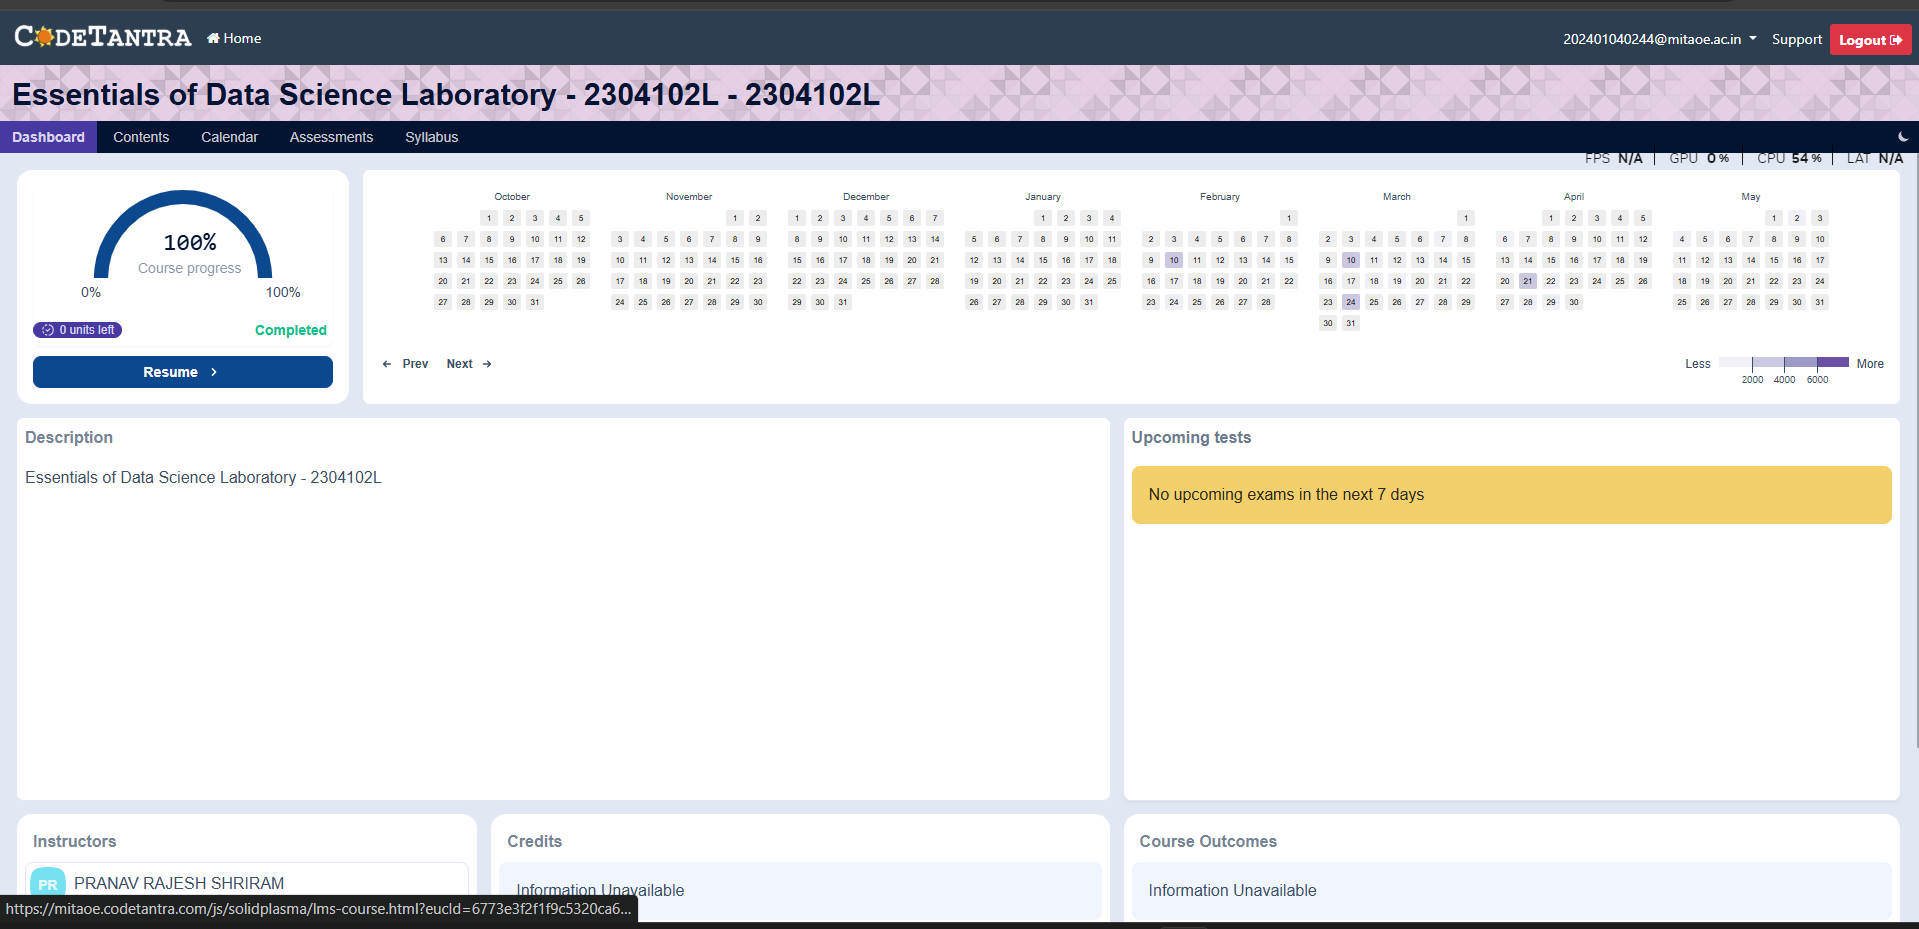 CODETANTRA Home 202401040244@mitaoe.ac.in Support Logout
Essentials of Data Science Laboratory - 2304102L - 2304102L
Dashboard Contents Calendar Assessments Syllabus
FPS N/A GPU 0 % CPU 54 % LAT N/A
100%
Course progress
0% 100%
0 units left Completed
Resume
October November December January February March April May
1 2 3 4 5 1 2 1 2 3 4 5 6 7 1 2 3 4 1 1 1 2 3 4 5 1 2 3
6 7 8 9 10 11 12 3 4 5 6 7 8 9 8 9 10 11 12 13 14 5 6 7 8 9 10 11 2 3 4 5 6 7 8 2 3 4 5 6 7 8 6 7 8 9 10 11 12 4 5 6 7 8 9 10
13 14 15 16 17 18 19 10 11 12 13 14 15 16 15 16 17 18 19 20 21 12 13 14 15 16 17 18 9 10 11 12 13 14 15 9 10 11 12 13 14 15 13 14 15 16 17 18 19 11 12 13 14 15 16 17
20 21 22 23 24 25 26 17 18 19 20 21 22 23 22 23 24 25 26 27 28 19 20 21 22 23 24 25 16 17 18 19 20 21 22 16 17 18 19 20 21 22 20 21 22 23 24 25 26 18 19 20 21 22 23 24
27 28 29 30 31 24 25 26 27 28 29 30 29 30 31 26 27 28 29 30 31 23 24 25 26 27 28 23 24 25 26 27 28 29 27 28 29 30 25 26 27 28 29 30 31
30 31
← Prev Next → Less More
2000 4000 6000
Description
Essentials of Data Science Laboratory - 2304102L
Upcoming tests
No upcoming exams in the next 7 days
Instructors
PR PRANAV RAJESH SHRIRAM
Credits
Information Unavailable
Course Outcomes
Information Unavailable
https://mitaoe.codetantra.com/js/solidplasma/lms-course.html?eucId=6773e3f2f1f9c5320ca6...